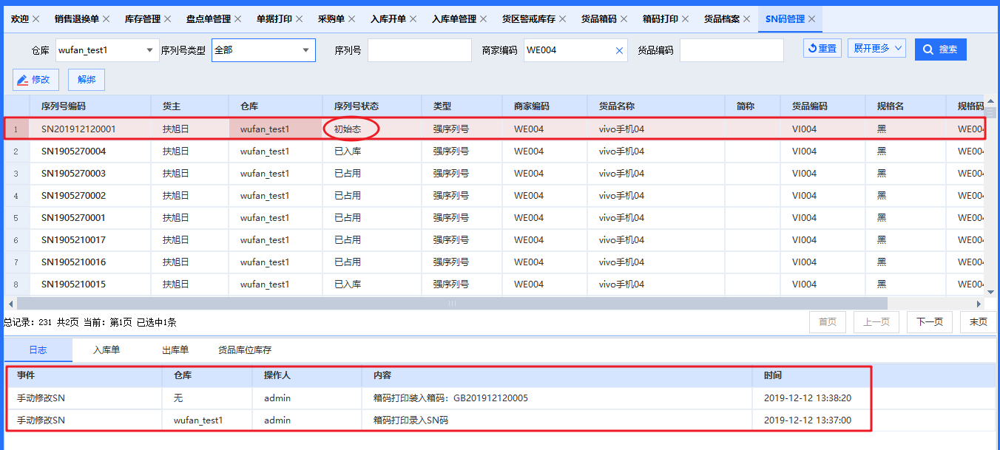 欢迎 销售退换单 库存管理 盘点单管理 单据打印 采购单 入库开单 入库单管理 货区警戒库存 货品箱码 箱码打印 货品档案 SN码管理
仓库 wufan_test1 序列号类型 全部 序列号 商家编码 WE004 货品编码 重置 展开更多 搜索
修改 解绑
序列号编码 货主 仓库 序列号状态 类型 商家编码 货品名称 简称 货品编码 规格名 规格码
1 SN201912120001 扶旭日 wufan_test1 初始态 强序列号 WE004 vivo手机04 VI004 黑 WE004
2 SN1905270004 扶旭日 wufan_test1 已入库 强序列号 WE004 vivo手机04 VI004 黑 WE004
3 SN1905270003 扶旭日 wufan_test1 已占用 强序列号 WE004 vivo手机04 VI004 黑 WE004
4 SN1905270002 扶旭日 wufan_test1 已占用 强序列号 WE004 vivo手机04 VI004 黑 WE004
5 SN1905270001 扶旭日 wufan_test1 已占用 强序列号 WE004 vivo手机04 VI004 黑 WE004
6 SN1905210017 扶旭日 wufan_test1 已占用 强序列号 WE004 vivo手机04 VI004 黑 WE004
7 SN1905210016 扶旭日 wufan_test1 已占用 强序列号 WE004 vivo手机04 VI004 黑 WE004
8 SN1905210015 扶旭日 wufan_test1 已入库 强序列号 WE004 vivo手机04 VI004 黑 WE004
总记录：231 共2页 当前：第1页 已选中1条 首页 上一页 下一页 末页
日志 入库单 出库单 货品库位库存
事件 仓库 操作人 内容 时间
手动修改SN 无 admin 箱码打印装入箱码：GB201912120005 2019-12-12 13:38:20
手动修改SN wufan_test1 admin 箱码打印录入SN码 2019-12-12 13:37:00